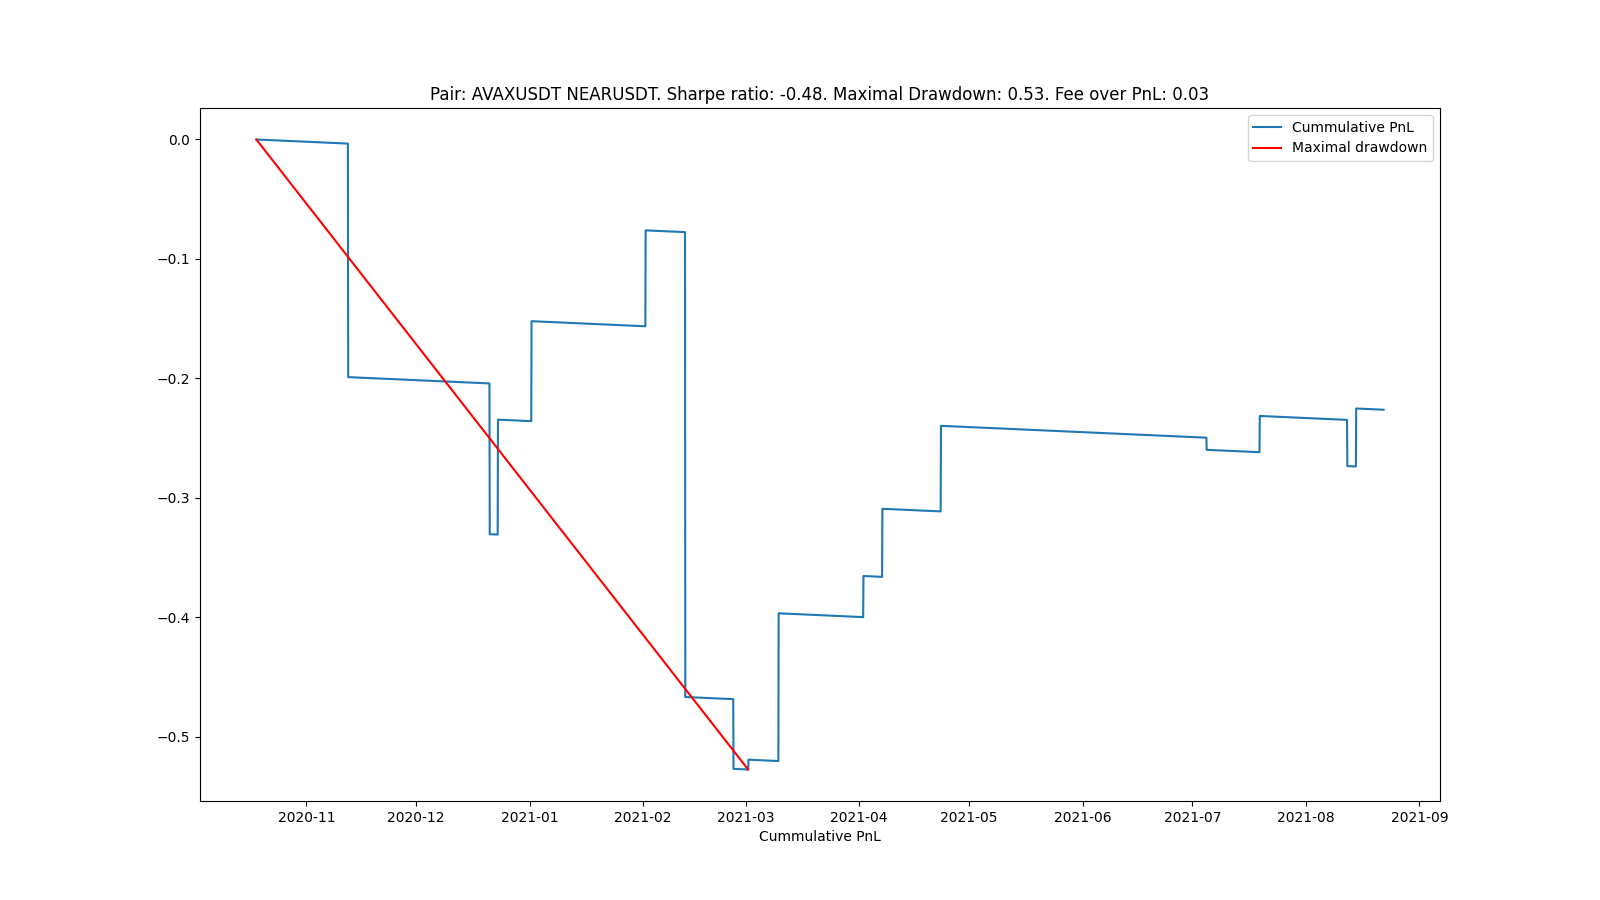 Pair: AVAXUSDT NEARUSDT. Sharpe ratio: -0.48. Maximal Drawdown: 0.53. Fee over PnL: 0.03
Cummulative PnL
Maximal drawdown
0.0
−0.1
−0.2
−0.3
−0.4
−0.5
2020-11 2020-12 2021-01 2021-02 2021-03 2021-04 2021-05 2021-06 2021-07 2021-08 2021-09
Cummulative PnL